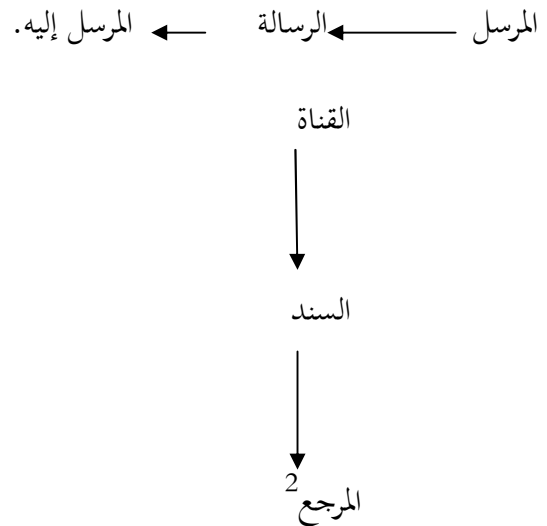 المرسل الرسالة المرسل إليه.
القناة
السند
المرجع2